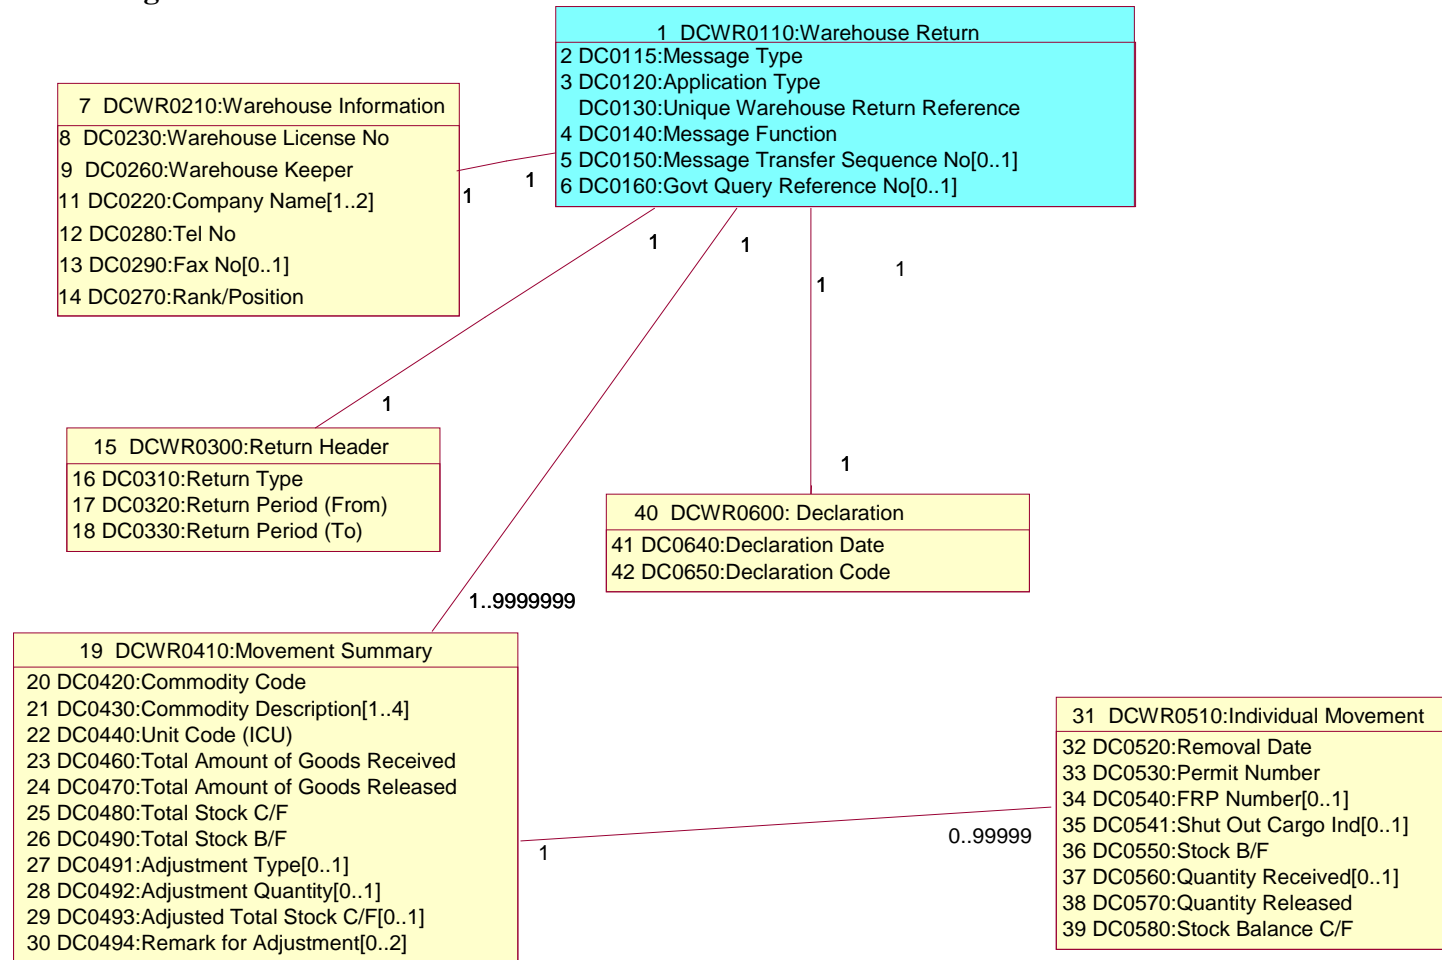 1 DCWR0110:Warehouse Return
2 DC0115:Message Type
3 DC0120:Application Type
DC0130:Unique Warehouse Return Reference
4 DC0140:Message Function
5 DC0150:Message Transfer Sequence No[0..1]
6 DC0160:Govt Query Reference No[0..1]
7 DCWR0210:Warehouse Information
8 DC0230:Warehouse License No
9 DC0260:Warehouse Keeper
11 DC0220:Company Name[1..2]
12 DC0280:Tel No
13 DC0290:Fax No[0..1]
14 DC0270:Rank/Position
1
1
1
1
1
1
1
15 DCWR0300:Return Header
16 DC0310:Return Type
17 DC0320:Return Period (From)
18 DC0330:Return Period (To)
1
40 DCWR0600: Declaration
41 DC0640:Declaration Date
42 DC0650:Declaration Code
1..9999999
19 DCWR0410:Movement Summary
20 DC0420:Commodity Code
21 DC0430:Commodity Description[1..4]
22 DC0440:Unit Code (ICU)
23 DC0460:Total Amount of Goods Received
24 DC0470:Total Amount of Goods Released
25 DC0480:Total Stock C/F
26 DC0490:Total Stock B/F
27 DC0491:Adjustment Type[0..1]
28 DC0492:Adjustment Quantity[0..1]
29 DC0493:Adjusted Total Stock C/F[0..1]
30 DC0494:Remark for Adjustment[0..2]
1
0..99999
31 DCWR0510:Individual Movement
32 DC0520:Removal Date
33 DC0530:Permit Number
34 DC0540:FRP Number[0..1]
35 DC0541:Shut Out Cargo Ind[0..1]
36 DC0550:Stock B/F
37 DC0560:Quantity Received[0..1]
38 DC0570:Quantity Released
39 DC0580:Stock Balance C/F